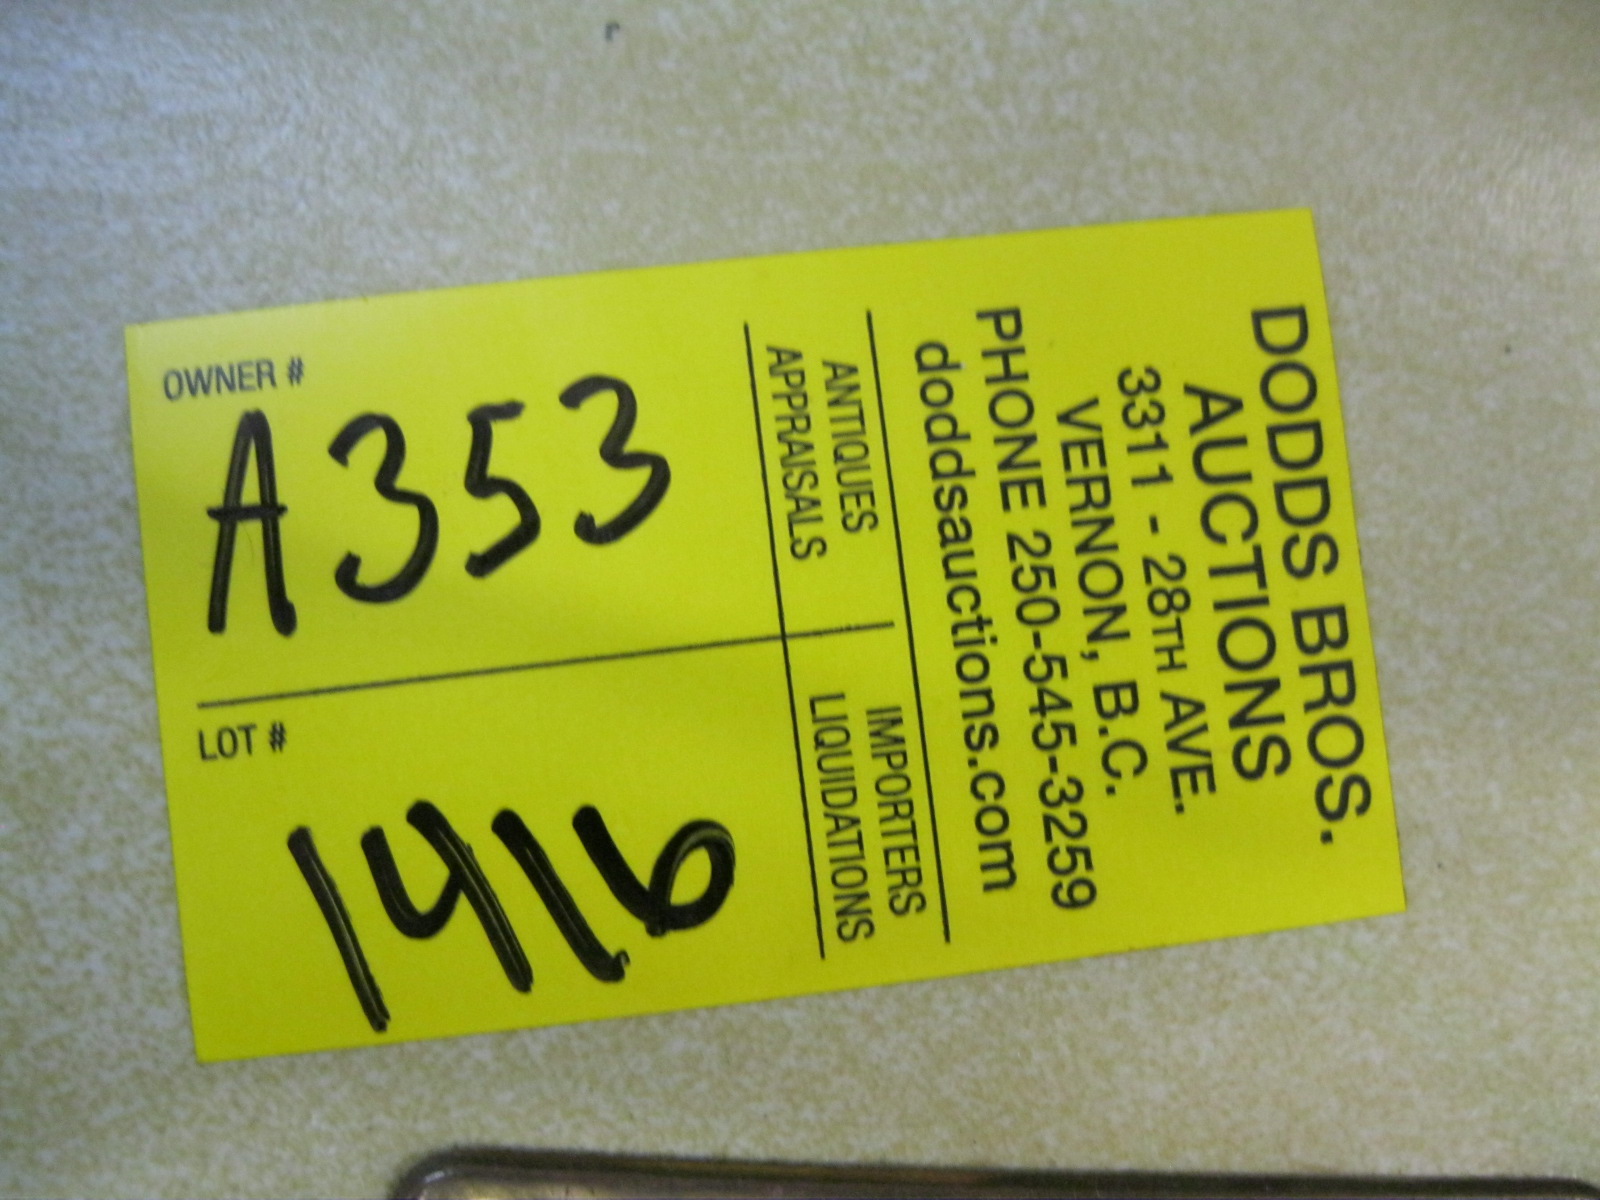 DODDS BROS.
AUCTIONS
3311 - 28TH AVE.
VERNON, B.C.
PHONE 250-545-3259
doddsauctions.com
ANTIQUES
APPRAISALS
IMPORTERS
LIQUIDATIONS
OWNER #
A353
LOT #
1416